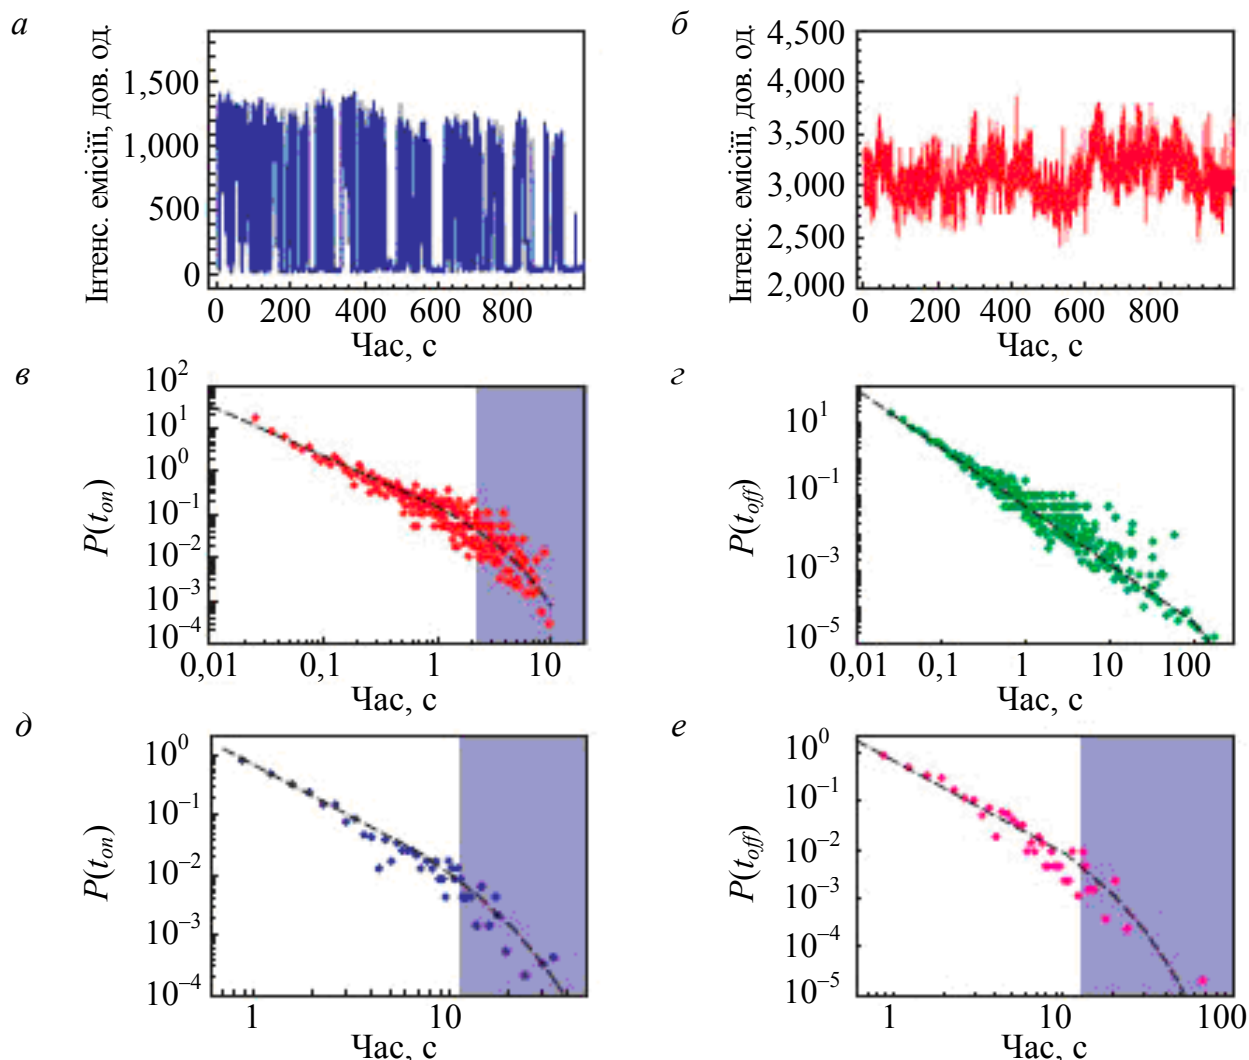 а
Інтенс. емісії, дов. од.
1,500
1,000
500
0
0 200 400 600 800
Час, с
б
Інтенс. емісії, дов. од.
4,500
4,000
3,500
3,000
2,500
2,000
0 200 400 600 800
Час, с
в
P(t_on)
10^2
10^1
10^0
10^–1
10^–2
10^–3
10^–4
0,01 0,1 1 10
Час, с
г
P(t_off)
10^1
10^–1
10^–3
10^–5
0,01 0,1 1 10 100
Час, с
д
P(t_on)
10^0
10^–1
10^–2
10^–3
10^–4
1 10
Час, с
е
P(t_off)
10^0
10^–1
10^–2
10^–3
10^–4
10^–5
1 10 100
Час, с